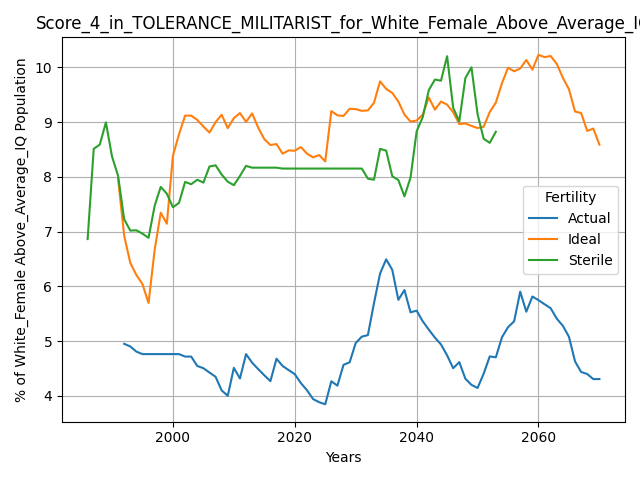 Score_4_in_TOLERANCE_MILITARIST_for_White_Female_Above_Average_IQ
% of White_Female Above_Average_IQ Population
10
9
8
7
6
5
4
Fertility
Actual
Ideal
Sterile
2000
2020
2040
2060
Years